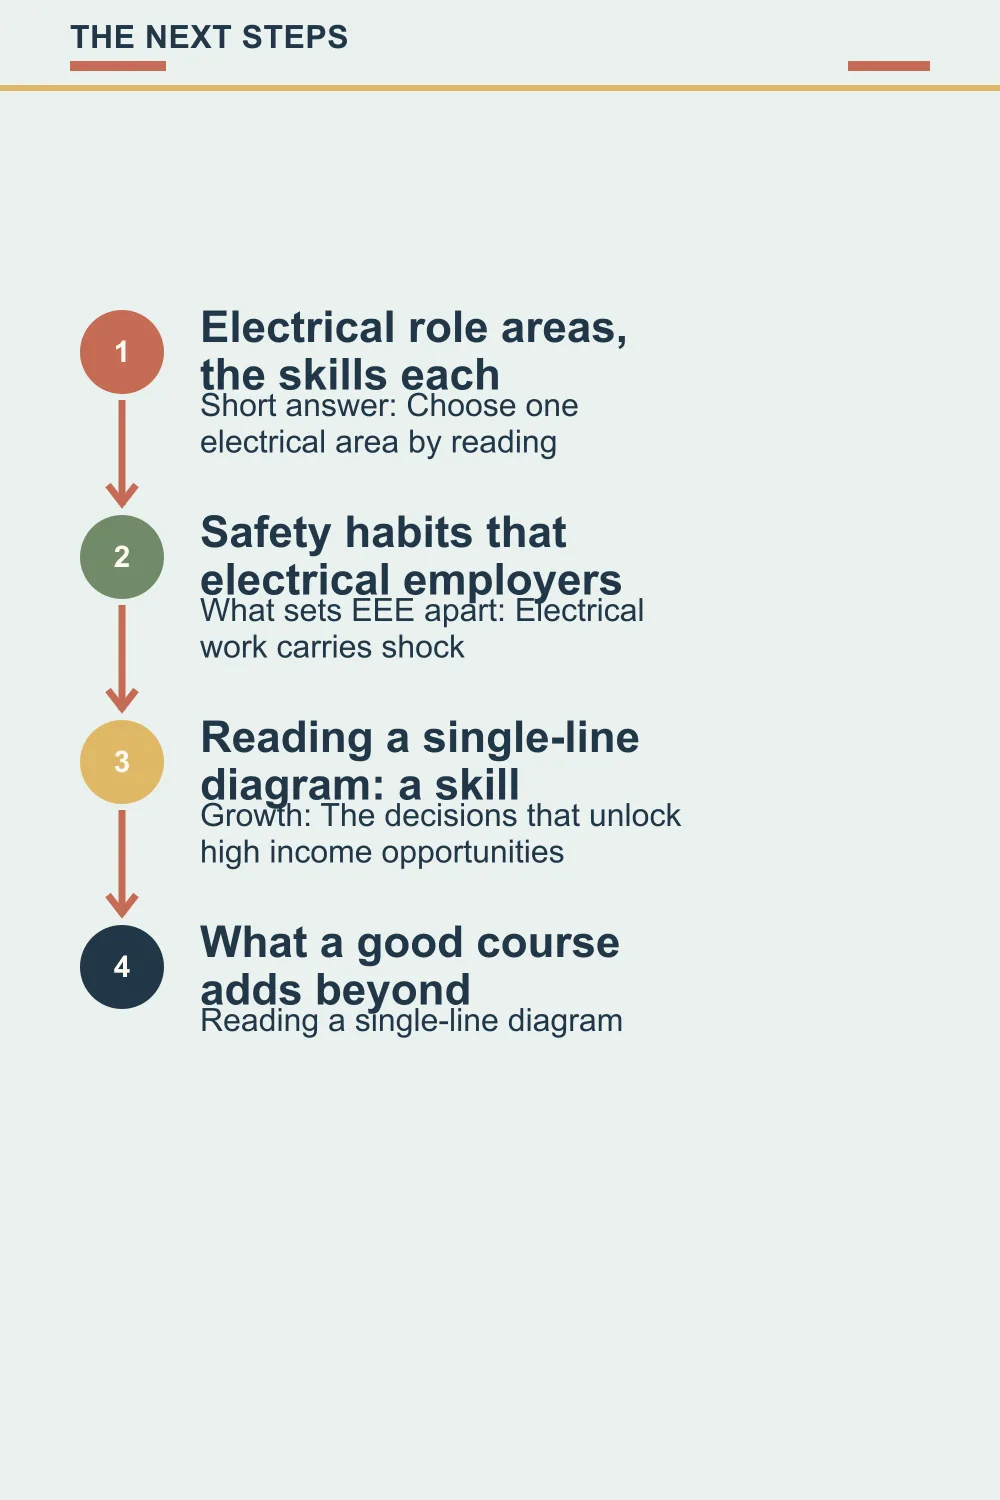 THE NEXT STEPS
1
Electrical role areas,
the skills each
Short answer: Choose one
electrical area by reading
2
Safety habits that
electrical employers
What sets EEE apart: Electrical
work carries shock
3
Reading a single-line
diagram: a skill
Growth: The decisions that unlock
high income opportunities
4
What a good course
adds beyond
Reading a single-line diagram